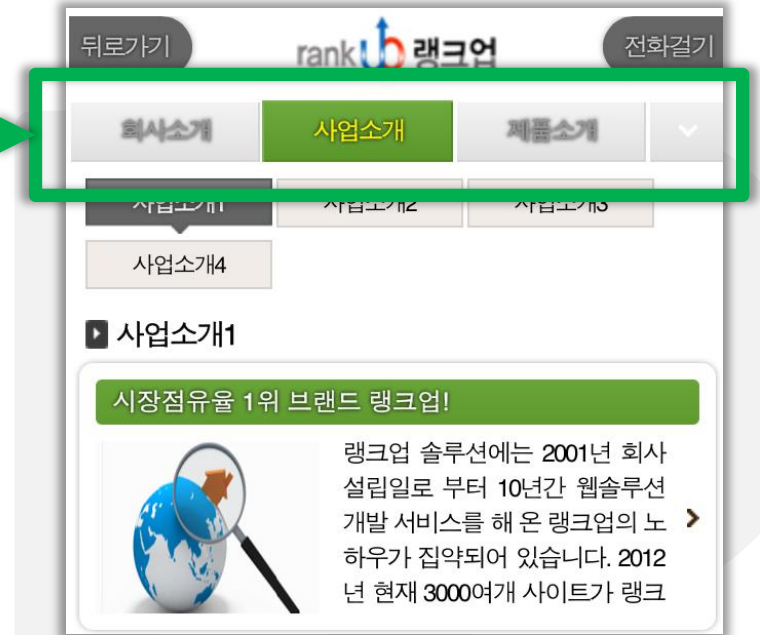 뒤로가기
rankup 랭크업
전화걸기
회사소개
사업소개
제품소개
사업소개1
사업소개2
사업소개3
사업소개4
사업소개1
시장점유율 1위 브랜드 랭크업!
랭크업 솔루션에는 2001년 회사
설립일로 부터 10년간 웹솔루션
개발 서비스를 해 온 랭크업의 노
하우가 집약되어 있습니다. 2012
년 현재 3000여개 사이트가 랭크